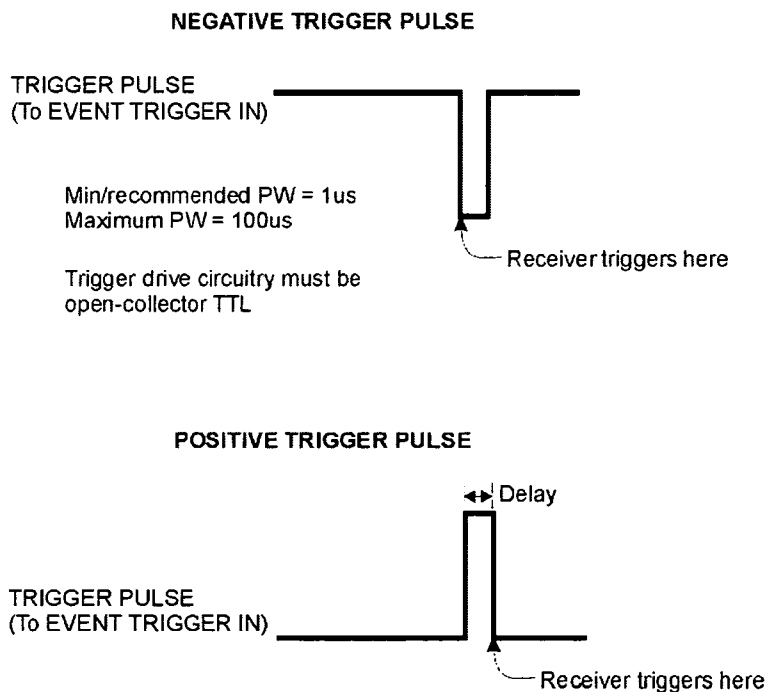 NEGATIVE TRIGGER PULSE
TRIGGER PULSE
(To EVENT TRIGGER IN)
Min/recommended PW = 1us
Maximum PW = 100us
Receiver triggers here
Trigger drive circuitry must be
open-collector TTL
POSITIVE TRIGGER PULSE
Delay
TRIGGER PULSE
(To EVENT TRIGGER IN)
Receiver triggers here